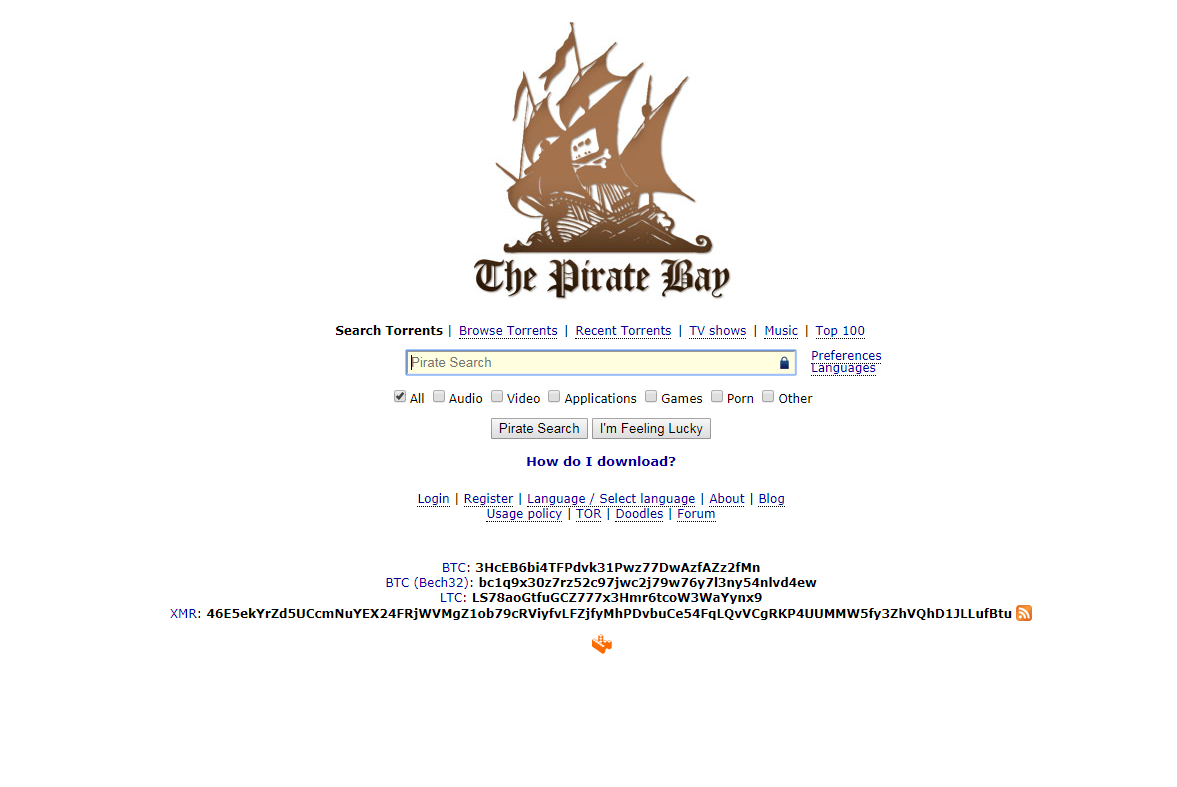 The Pirate Bay
Search Torrents | Browse Torrents | Recent Torrents | TV shows | Music | Top 100
Pirate Search
Preferences
Languages
All Audio Video Applications Games Porn Other
Pirate Search I'm Feeling Lucky
How do I download?
Login | Register | Language / Select language | About | Blog
Usage policy | TOR | Doodles | Forum
BTC: 3HcEB6bi4TFPdvk31Pwz77DwAzfAZz2fMn
BTC (Bech32): bc1q9x30z7rz52c97jwc2j79w76y7l3ny54nlvd4ew
LTC: LS78aoGtfuGCZ777x3Hmr6tcoW3WaYynx9
XMR: 46E5ekYrZd5UCcmNuYEX24FRjWVMgZ1ob79cRViyfvLFZjfyMhPDvbuCe54FqLQvVCgRKP4UUMMW5fy3ZhVQhD1JLLufBtu